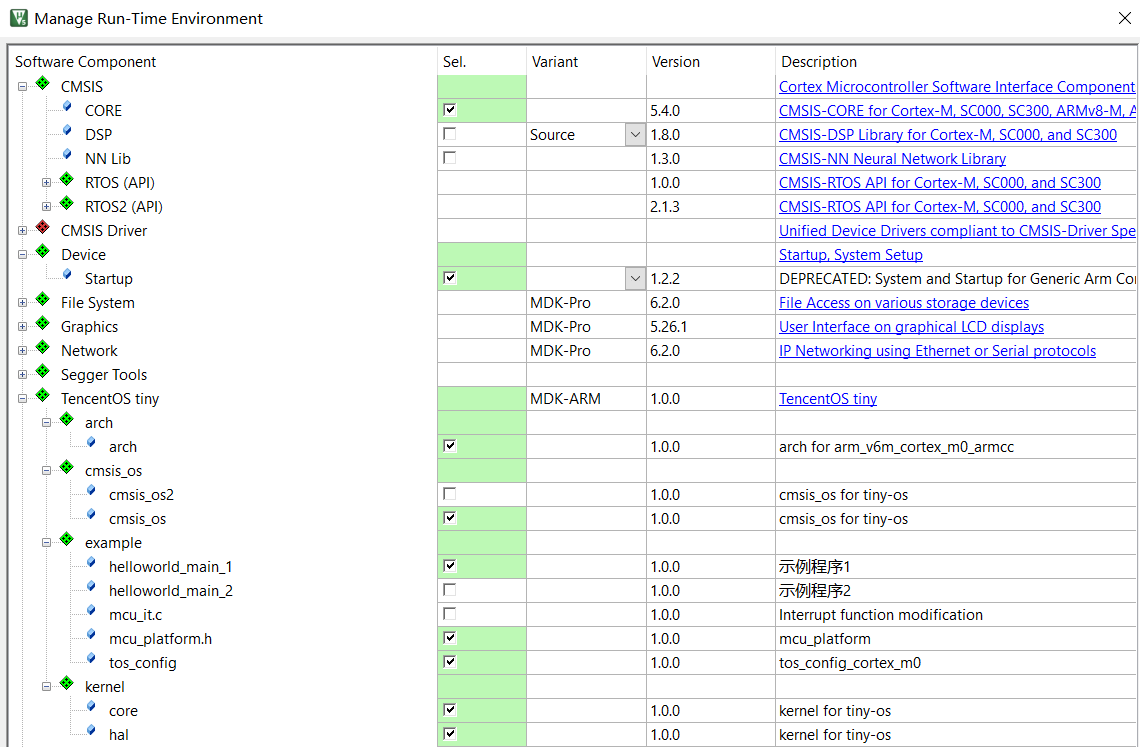 Manage Run-Time Environment
Software Component Sel. Variant Version Description
CMSIS Cortex Microcontroller Software Interface Component
CORE 5.4.0 CMSIS-CORE for Cortex-M, SC000, SC300, ARMv8-M, A
DSP Source 1.8.0 CMSIS-DSP Library for Cortex-M, SC000, and SC300
NN Lib 1.3.0 CMSIS-NN Neural Network Library
RTOS (API) 1.0.0 CMSIS-RTOS API for Cortex-M, SC000, and SC300
RTOS2 (API) 2.1.3 CMSIS-RTOS API for Cortex-M, SC000, and SC300
CMSIS Driver Unified Device Drivers compliant to CMSIS-Driver Spe
Device Startup, System Setup
Startup 1.2.2 DEPRECATED: System and Startup for Generic Arm Cor
File System MDK-Pro 6.2.0 File Access on various storage devices
Graphics MDK-Pro 5.26.1 User Interface on graphical LCD displays
Network MDK-Pro 6.2.0 IP Networking using Ethernet or Serial protocols
Segger Tools
TencentOS tiny MDK-ARM 1.0.0 TencentOS tiny
arch
arch 1.0.0 arch for arm_v6m_cortex_m0_armcc
cmsis_os
cmsis_os2 1.0.0 cmsis_os for tiny-os
cmsis_os 1.0.0 cmsis_os for tiny-os
example
helloworld_main_1 1.0.0 示例程序1
helloworld_main_2 1.0.0 示例程序2
mcu_it.c 1.0.0 Interrupt function modification
mcu_platform.h 1.0.0 mcu_platform
tos_config 1.0.0 tos_config_cortex_m0
kernel
core 1.0.0 kernel for tiny-os
hal 1.0.0 kernel for tiny-os